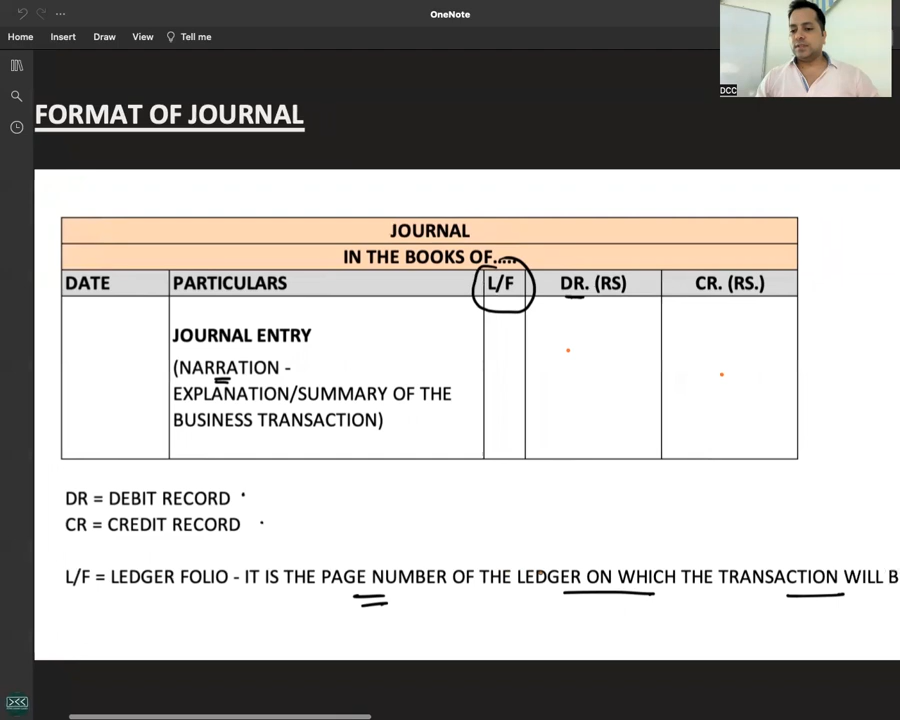 OneNote
Home Insert Draw View Tell me
DCC
FORMAT OF JOURNAL
JOURNAL
IN THE BOOKS OF.....
DATE PARTICULARS L/F DR. (RS) CR. (RS.)
JOURNAL ENTRY
(NARRATION -
EXPLANATION/SUMMARY OF THE
BUSINESS TRANSACTION)
DR = DEBIT RECORD
CR = CREDIT RECORD
L/F = LEDGER FOLIO - IT IS THE PAGE NUMBER OF THE LEDGER ON WHICH THE TRANSACTION WILL B